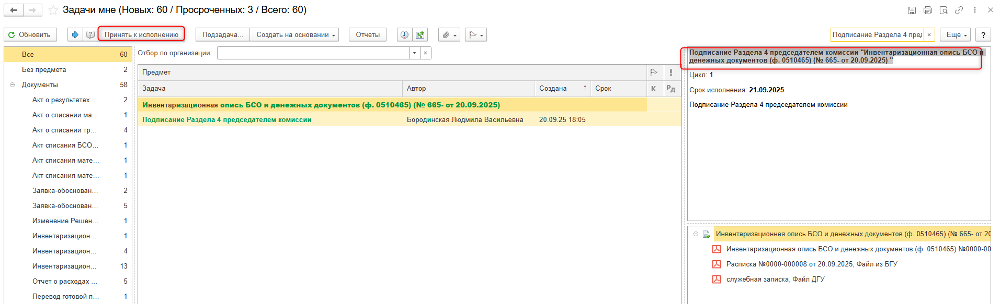 Задачи мне (Новых: 60 / Просроченных: 3 / Всего: 60)
Обновить
Принять к исполнению
Подзадача...
Создать на основании
Отчеты
Подписание Раздела 4 пред
×
Еще
?
Все 60
Без предмета 2
Документы 58
Акт о результатах ... 2
Акт о списании ма... 1
Акт о списании тр... 4
Акт списания БСО... 1
Акт списания мате... 1
Акт списания мате... 1
Заявка-обоснован... 2
Заявка-обоснован... 5
Изменение Решен... 1
Инвентаризацион... 1
Инвентаризацион... 4
Инвентаризацион... 13
Отчет о расходах ... 5
Перевод готовой п... 1
Отбор по организации:
×
Предмет
Задача Автор Создана ↑ Срок К Рд
Инвентаризационная опись БСО и денежных документов (ф. 0510465) (№ 665- от 20.09.2025)
Подписание Раздела 4 председателем комиссии Бородинская Людмила Васильевна 20.09.25 18:05
Подписание Раздела 4 председателем комиссии "Инвентаризационная опись БСО и
денежных документов (ф. 0510465) (№ 665- от 20.09.2025) "
Цикл: 1
Срок исполнения: 21.09.2025
Подписание Раздела 4 председателем комиссии
Инвентаризационная опись БСО и денежных документов (ф. 0510465) (№ 665- от 20
Инвентаризационная опись БСО и денежных документов (ф. 0510465) №0000-00
Расписка №0000-000008 от 20.09.2025, Файл из БГУ
служебная записка, Файл ДГУ